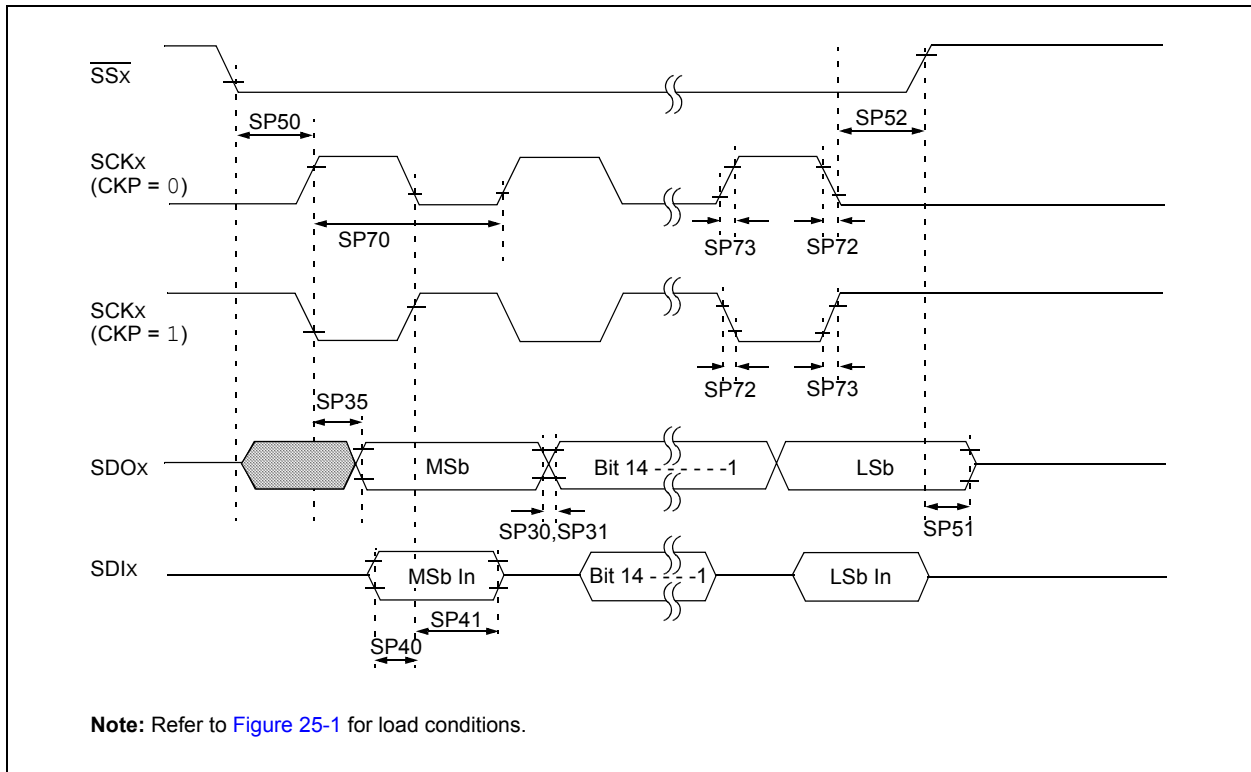 SSx
SP50
SP52
SCKx
(CKP = 0)
SP70
SP73
SP72
SCKx
(CKP = 1)
SP72
SP73
SP35
SDOx
MSb
Bit 14 - - - - - -1
LSb
SP30,SP31
SP51
SDIx
MSb In
Bit 14 - - - - -1
LSb In
SP41
SP40
Note: Refer to Figure 25-1 for load conditions.